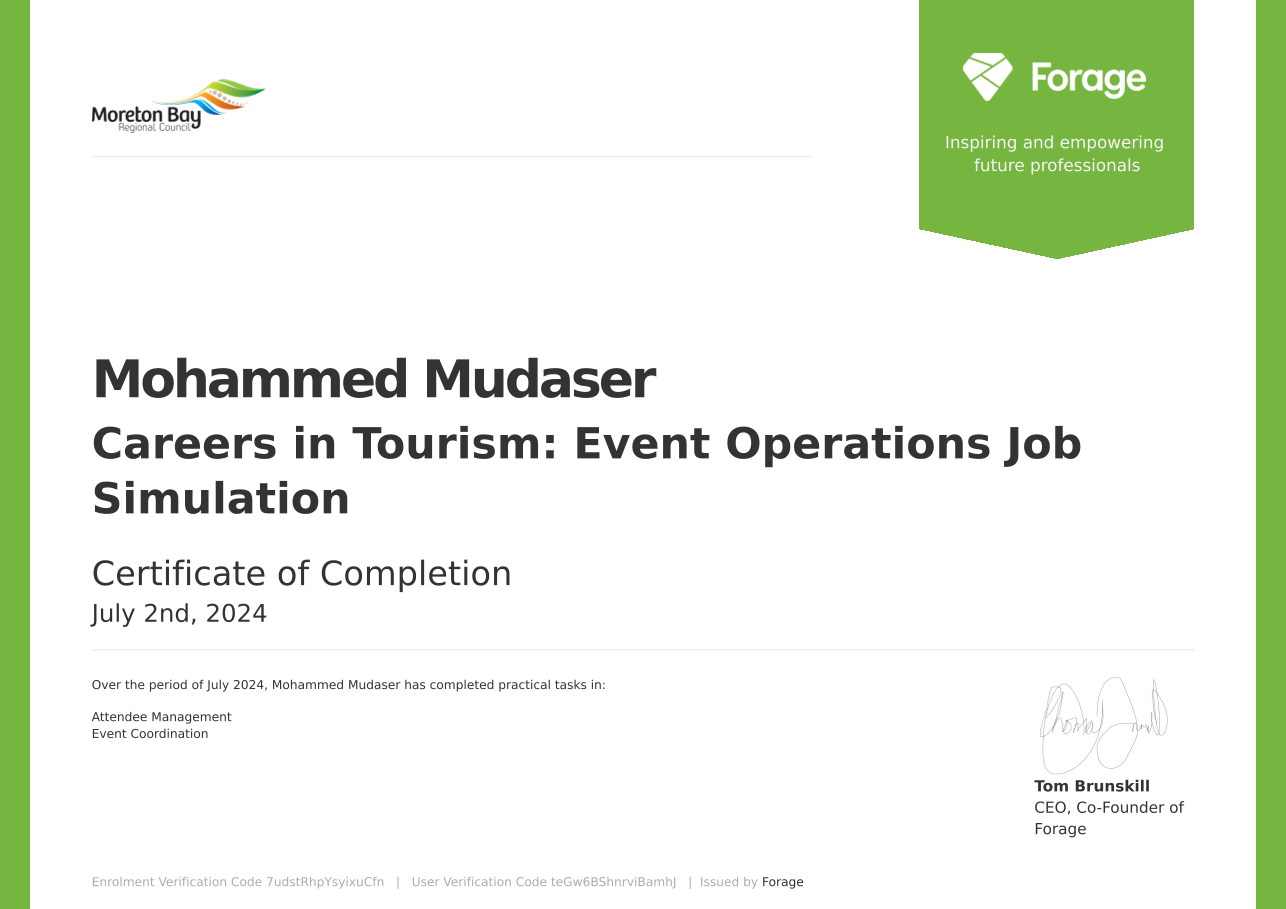 Moreton Bay
Regional Council
Forage
Inspiring and empowering
future professionals
Mohammed Mudaser
Careers in Tourism: Event Operations Job
Simulation
Certificate of Completion
July 2nd, 2024
Over the period of July 2024, Mohammed Mudaser has completed practical tasks in:
Attendee Management
Event Coordination
Tom Brunskill
CEO, Co-Founder of
Forage
Enrolment Verification Code 7udstRhpYsyixuCfn | User Verification Code teGw6BShnrviBamhJ | Issued by Forage